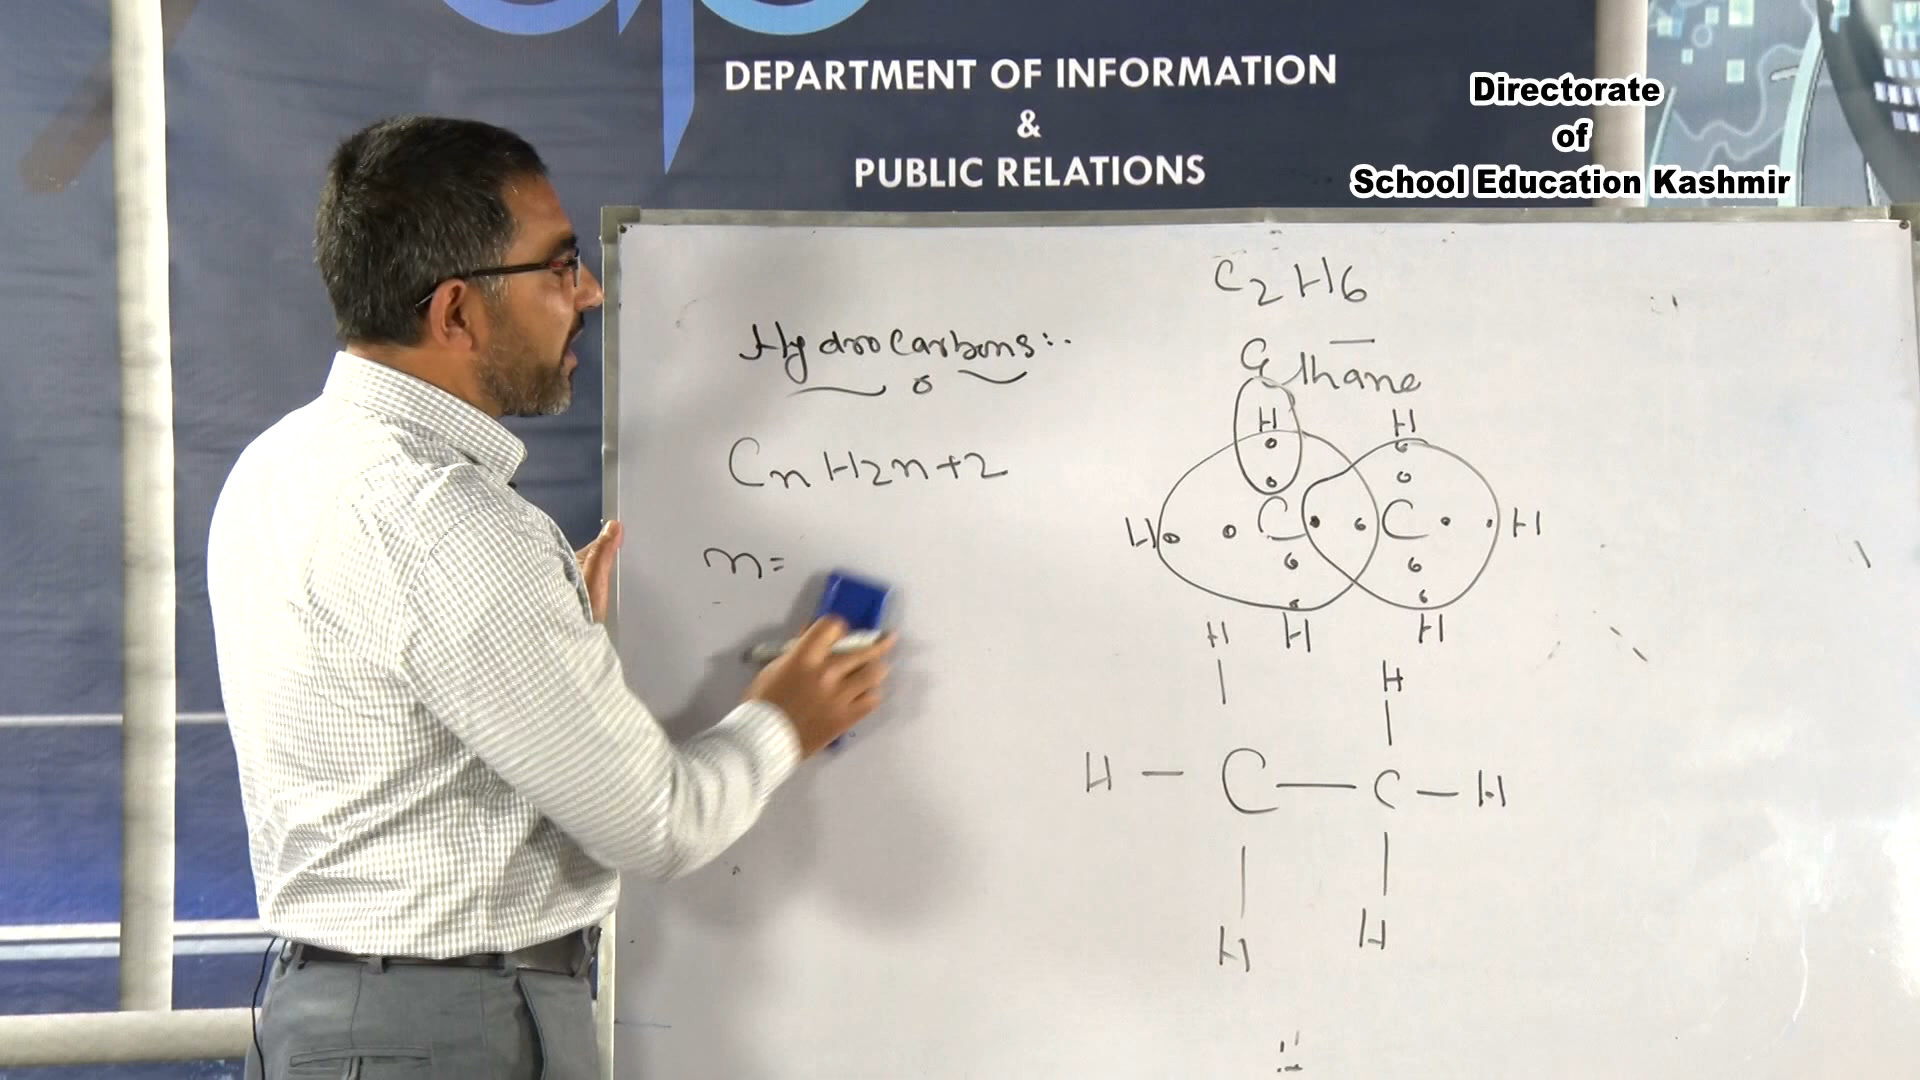 DEPARTMENT OF INFORMATION
&
PUBLIC RELATIONS
Directorate
of
School Education Kashmir
Hydrocarbons:.
CnH2n+2
n=
C2H6
Ethane
H H
H C C H
H H
H H
H - C - C - H
H H